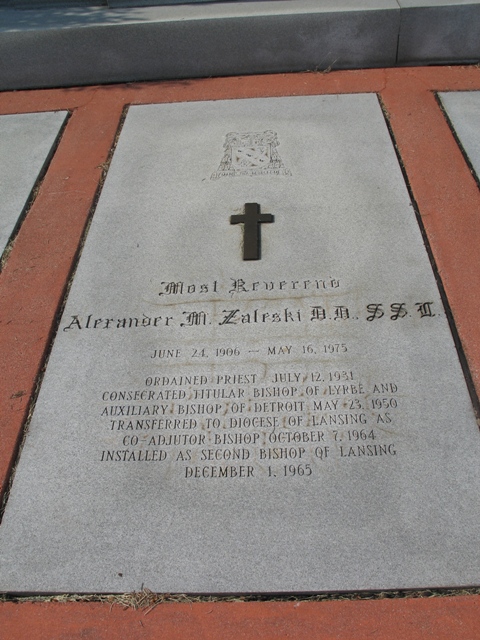 Most Reverend
Alexander M. Zaleski D.D., S.S.L.
JUNE 24, 1906 — MAY 16, 1975
ORDAINED PRIEST JULY 12, 1931
CONSECRATED TITULAR BISHOP OF LYRBE AND
AUXILIARY BISHOP OF DETROIT MAY 23, 1950
TRANSFERRED TO DIOCESE OF LANSING AS
CO-ADJUTOR BISHOP OCTOBER 7, 1964
INSTALLED AS SECOND BISHOP OF LANSING
DECEMBER 1, 1965